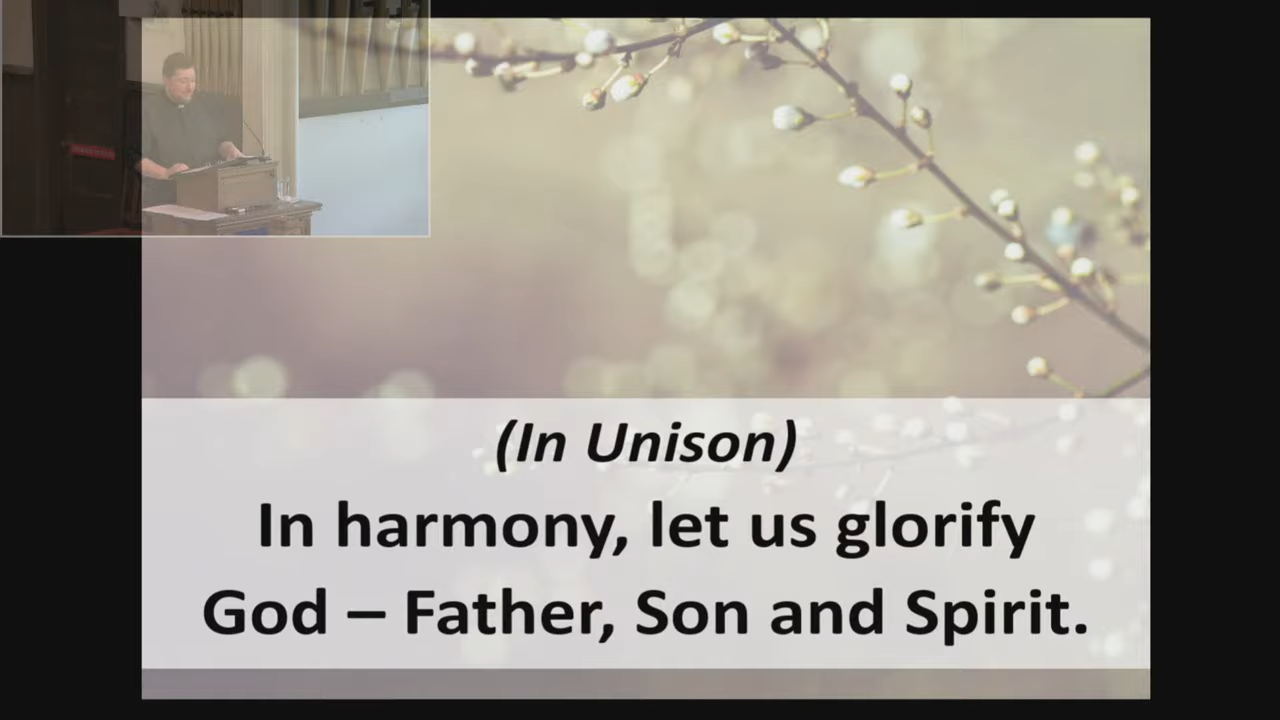 (In Unison)
In harmony, let us glorify
God – Father, Son and Spirit.